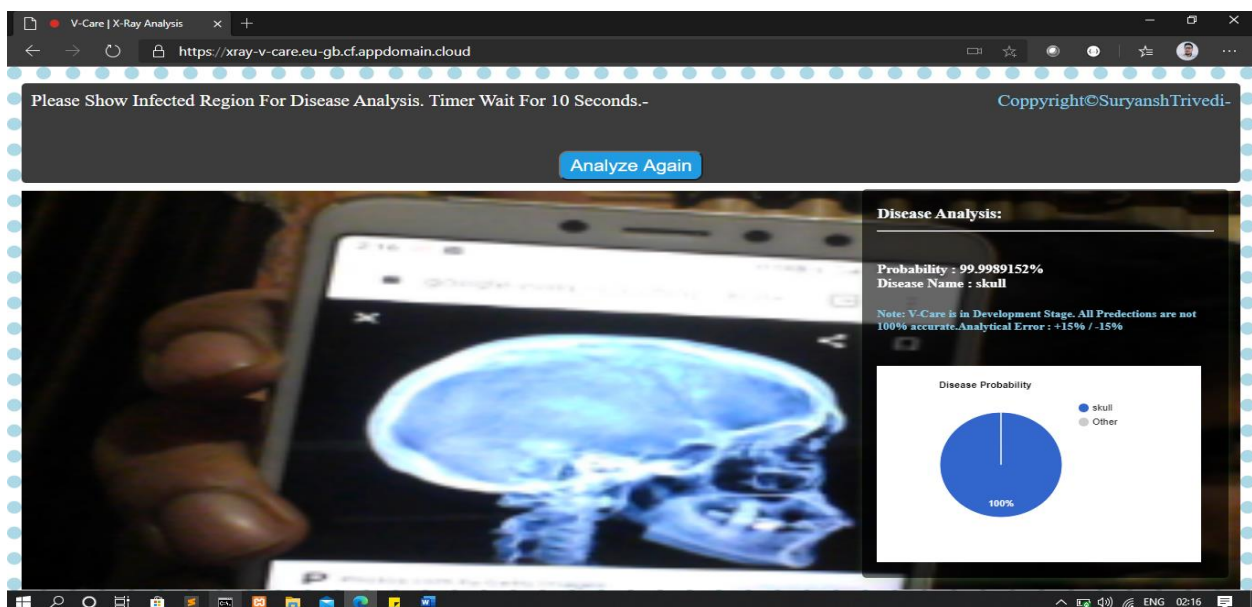 V-Care | X-Ray Analysis
https://xray-v-care.eu-gb.cf.appdomain.cloud
Please Show Infected Region For Disease Analysis. Timer Wait For 10 Seconds.-
Coppyright©SuryanshTrivedi-
Analyze Again
2:16
Disease Analysis:
Probability : 99.9989152%
Disease Name : skull
Note: V-Care is in Development Stage. All Predections are not
100% accurate.Analytical Error : +15% / -15%
Disease Probability
skull
Other
100%
P
ENG
02:16